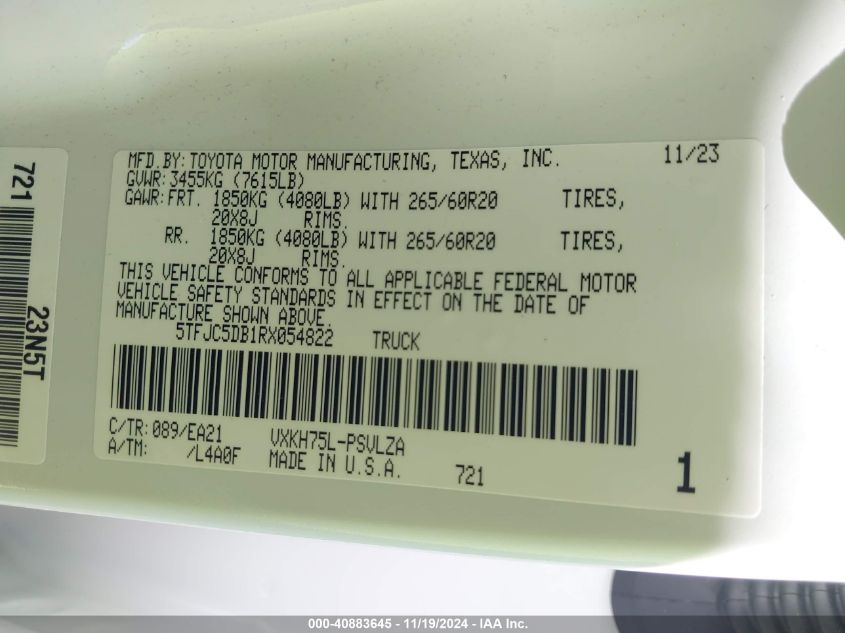 MFD.BY: TOYOTA MOTOR MANUFACTURING, TEXAS, INC. 11/23
GVWR: 3455KG (7615LB)
GAWR: FRT. 1850KG (4080LB) WITH 265/60R20 TIRES,
20X8J RIMS.
RR. 1850KG (4080LB) WITH 265/60R20 TIRES,
20X8J RIMS.
THIS VEHICLE CONFORMS TO ALL APPLICABLE FEDERAL MOTOR
VEHICLE SAFETY STANDARDS IN EFFECT ON THE DATE OF
MANUFACTURE SHOWN ABOVE.
5TFJC5DB1RX054822 TRUCK
C/TR: 089/EA21 VXKH75L-PSVLZA
A/TM: /L4A0F MADE IN U.S.A. 721
1
721
23N5T
000-40883645 - 11/19/2024 - IAA Inc.